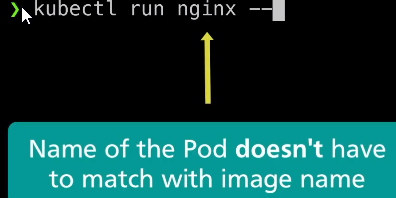 ❯ kubectl run nginx --
Name of the Pod doesn't have
to match with image name